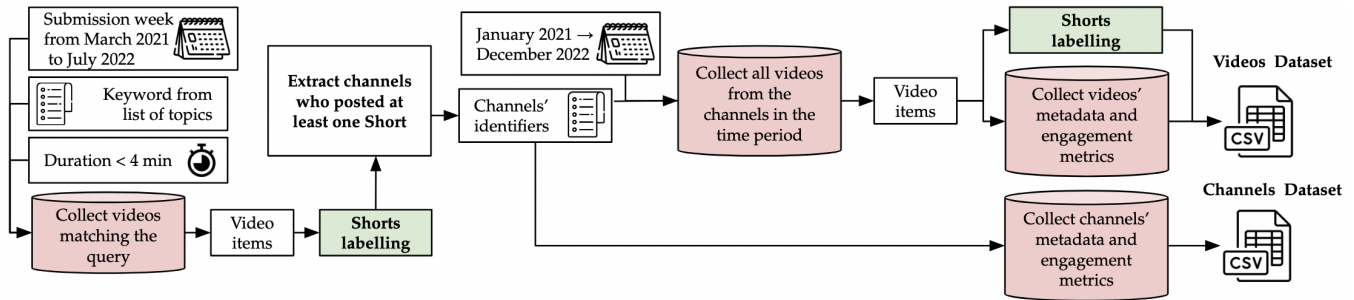 Submission week
from March 2021
to July 2022
Keyword from
list of topics
Duration < 4 min
Collect videos
matching the
query
Video
items
Shorts
labelling
Extract channels
who posted at
least one Short
January 2021 →
December 2022
Channels'
identifiers
Collect all videos
from the
channels in the
time period
Video
items
Shorts
labelling
Collect videos'
metadata and
engagement
metrics
Videos Dataset
CSV
Collect channels'
metadata and
engagement
metrics
Channels Dataset
CSV